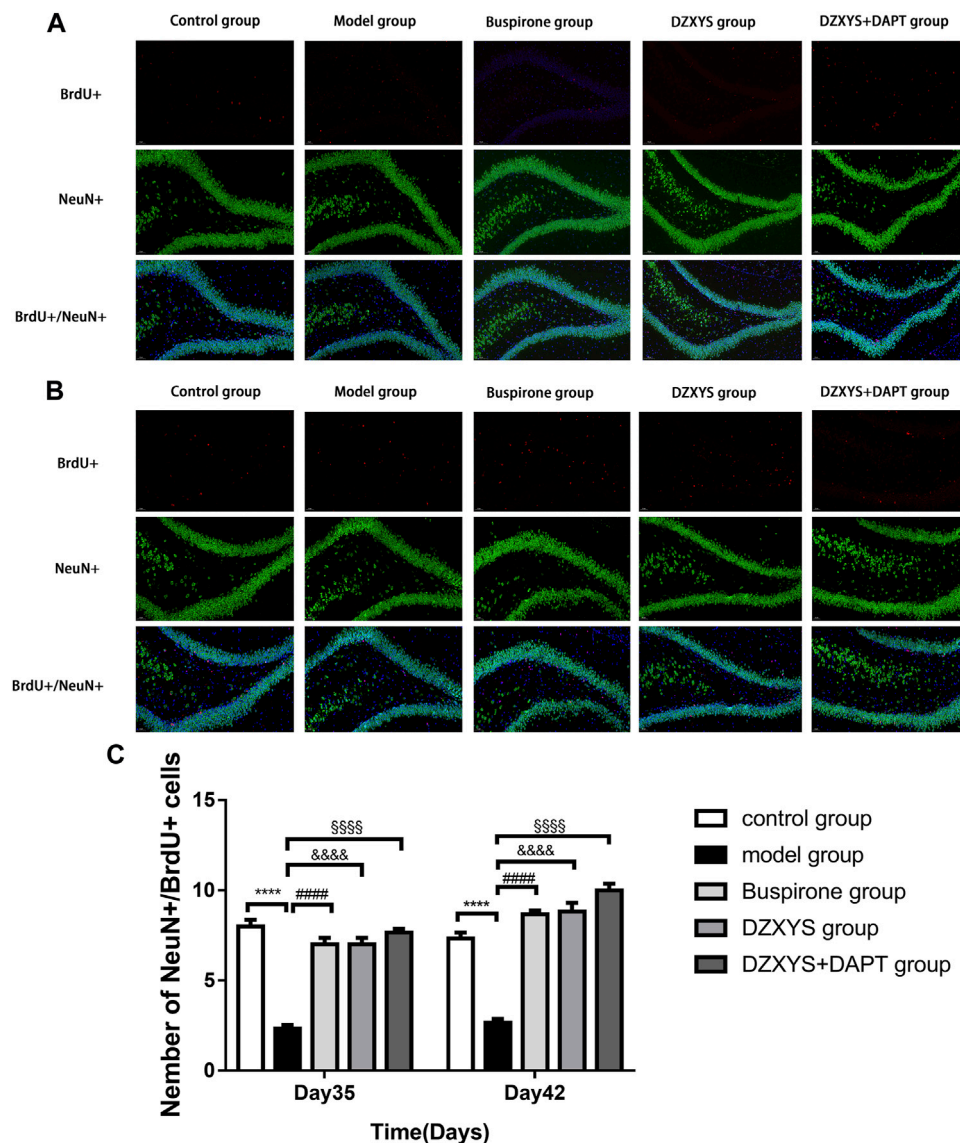 A
Control group Model group Buspirone group DZXYS group DZXYS+DAPT group
BrdU+
NeuN+
BrdU+/NeuN+
B
Control group Model group Buspirone group DZXYS group DZXYS+DAPT group
BrdU+
NeuN+
BrdU+/NeuN+
C
Nember of NeuN+/BrdU+ cells
15
10
5
0
**** #### &&&& §§§§
**** #### &&&& §§§§
Day35 Day42
Time(Days)
control group
model group
Buspirone group
DZXYS group
DZXYS+DAPT group